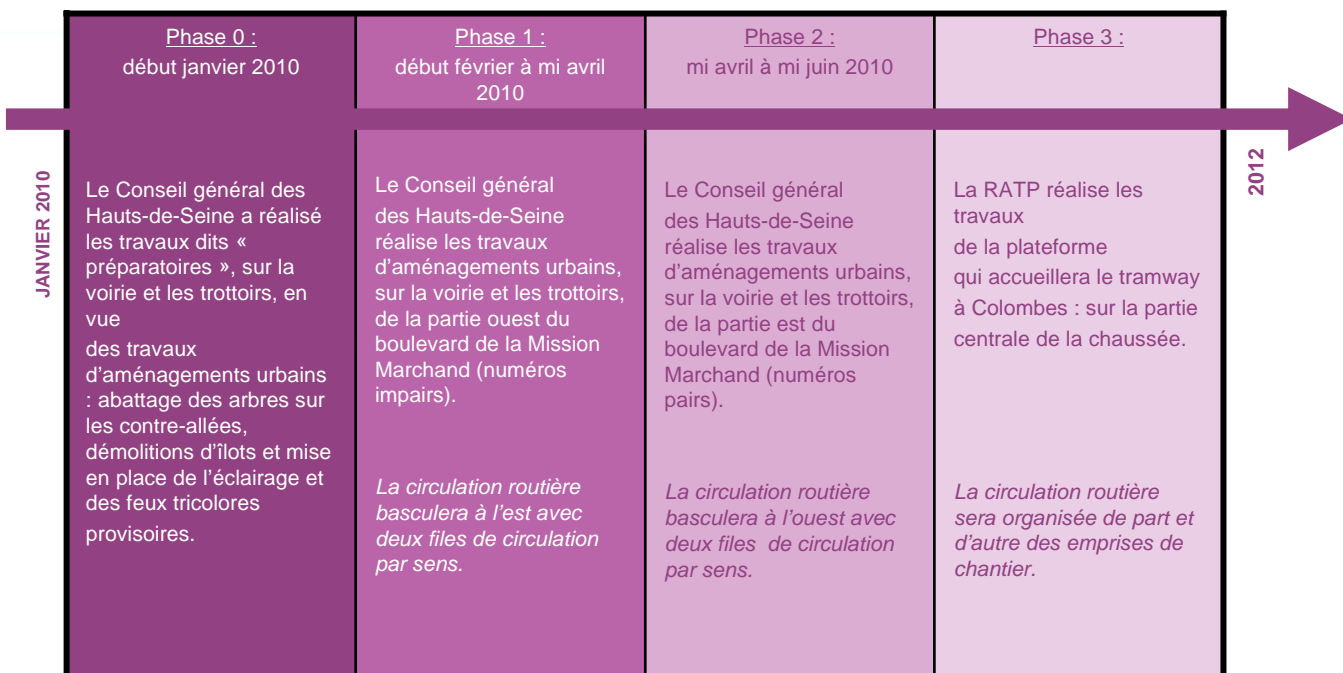 JANVIER 2010
Phase 0 :
début janvier 2010
Le Conseil général des
Hauts-de-Seine a réalisé
les travaux dits «
préparatoires », sur la
voirie et les trottoirs, en
vue
des travaux
d’aménagements urbains
: abattage des arbres sur
les contre-allées,
démolitions d’îlots et mise
en place de l’éclairage et
des feux tricolores
provisoires.
Phase 1 :
début février à mi avril
2010
Le Conseil général
des Hauts-de-Seine
réalise les travaux
d’aménagements urbains,
sur la voirie et les trottoirs,
de la partie ouest du
boulevard de la Mission
Marchand (numéros
impairs).
La circulation routière
basculera à l’est avec
deux files de circulation
par sens.
Phase 2 :
mi avril à mi juin 2010
Le Conseil général
des Hauts-de-Seine
réalise les travaux
d’aménagements urbains,
sur la voirie et les trottoirs,
de la partie est du
boulevard de la Mission
Marchand (numéros
pairs).
La circulation routière
basculera à l’ouest avec
deux files de circulation
par sens.
Phase 3 :
La RATP réalise les
travaux
de la plateforme
qui accueillera le tramway
à Colombes : sur la partie
centrale de la chaussée.
La circulation routière
sera organisée de part et
d’autre des emprises de
chantier.
2012